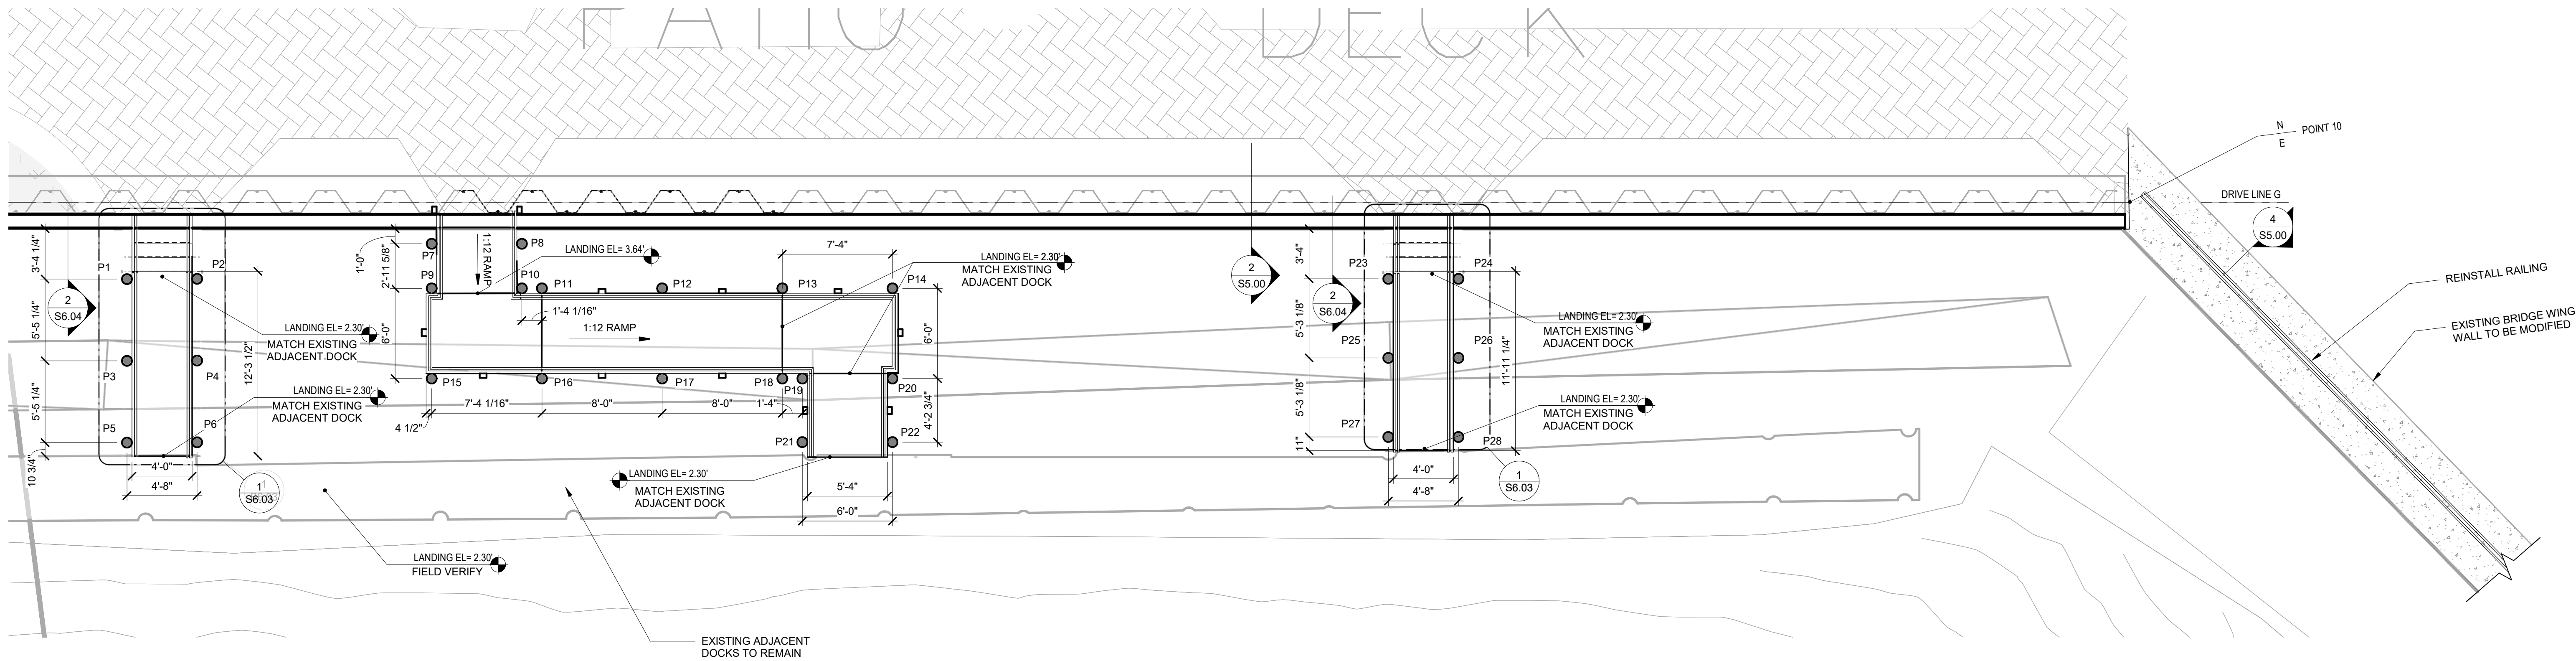 PATIO
DECK
N
E
POINT 10
DRIVE LINE G
4
S5.00
REINSTALL RAILING
EXISTING BRIDGE WING
WALL TO BE MODIFIED
3'-4 1/4"
5'-5 1/4"
5'-5 1/4"
10 3/4"
P1
P2
P3
P4
P5
P6
2
S6.04
12'-3 1/2"
4'-0"
4'-8"
1
S6.03
LANDING EL= 2.30'
MATCH EXISTING
ADJACENT DOCK
LANDING EL= 2.30'
MATCH EXISTING
ADJACENT DOCK
1'-0"
2'-11 5/8"
6'-0"
P7
P8
P9
P10
P11
P12
P13
P14
1:12 RAMP
LANDING EL= 3.64'
7'-4"
LANDING EL= 2.30'
MATCH EXISTING
ADJACENT DOCK
1'-4 1/16"
1:12 RAMP
6'-0"
4'-2 3/4"
P15
P16
P17
P18
P19
P20
P21
P22
4 1/2"
7'-4 1/16"
8'-0"
8'-0"
1'-4"
LANDING EL= 2.30'
MATCH EXISTING
ADJACENT DOCK
5'-4"
6'-0"
LANDING EL= 2.30'
FIELD VERIFY
EXISTING ADJACENT
DOCKS TO REMAIN
2
S5.00
2
S6.04
3'-4"
5'-3 1/8"
5'-3 1/8"
11"
P23
P24
P25
P26
P27
P28
11'-11 1/4"
4'-0"
4'-8"
1
S6.03
LANDING EL= 2.30'
MATCH EXISTING
ADJACENT DOCK
LANDING EL= 2.30'
MATCH EXISTING
ADJACENT DOCK